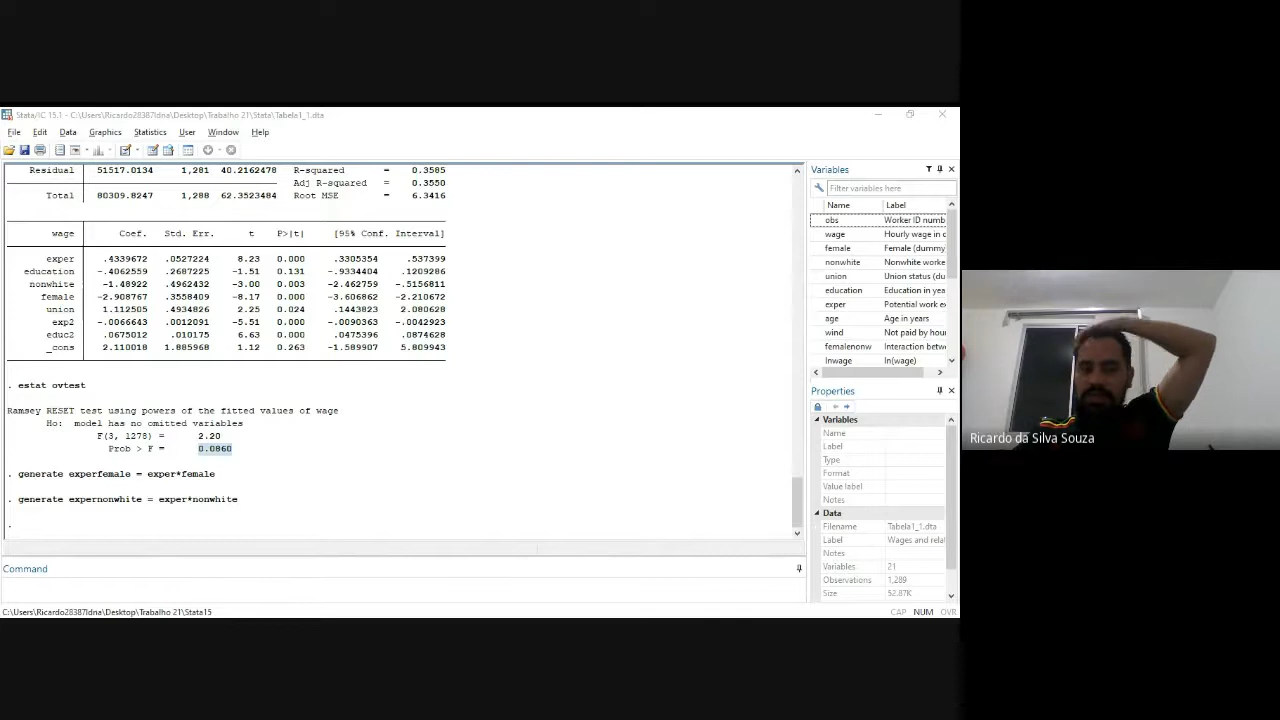 Stata/IC 15.1 - C:\Users\Ricardo28387Idna\Desktop\Trabalho 21\Stata\Tabela1_1.dta
File Edit Data Graphics Statistics User Window Help
Residual 51517.0134 1,281 40.2162478 R-squared = 0.3585
Adj R-squared = 0.3550
Total 80309.8247 1,288 62.3523484 Root MSE = 6.3416
wage Coef. Std. Err. t P>|t| [95% Conf. Interval]
exper .4339672 .0527224 8.23 0.000 .3305354 .537399
education -.4062559 .2687225 -1.51 0.131 -.9334404 .1209286
nonwhite -1.48922 .4962432 -3.00 0.003 -2.462759 -.5156811
female -2.908767 .3558409 -8.17 0.000 -3.606862 -2.210672
union 1.112505 .4934826 2.25 0.024 .1443823 2.080628
exp2 -.0066643 .0012091 -5.51 0.000 -.0090363 -.0042923
educ2 .0675012 .010175 6.63 0.000 .0475396 .0874628
_cons 2.110018 1.885968 1.12 0.263 -1.589907 5.809943
. estat ovtest
Ramsey RESET test using powers of the fitted values of wage
Ho: model has no omitted variables
F(3, 1278) = 2.20
Prob > F = 0.0860
. generate experfemale = exper*female
. generate expernonwhite = exper*nonwhite
.
Command
C:\Users\Ricardo28387Idna\Desktop\Trabalho 21\Stata15
Variables
Filter variables here
Name Label
obs Worker ID numb
wage Hourly wage in c
female Female (dummy
nonwhite Nonwhite worke
union Union status (du
education Education in yea
exper Potential work ex
age Age in years
wind Not paid by hour
femalenonw Interaction betw
lnwage ln(wage)
Properties
Variables
Name
Label
Type
Format
Value label
Notes
Data
Filename Tabela1_1.dta
Label Wages and rela
Notes
Variables 21
Observations 1,289
Size 52.87K
CAP NUM OVR
Ricardo da Silva Souza